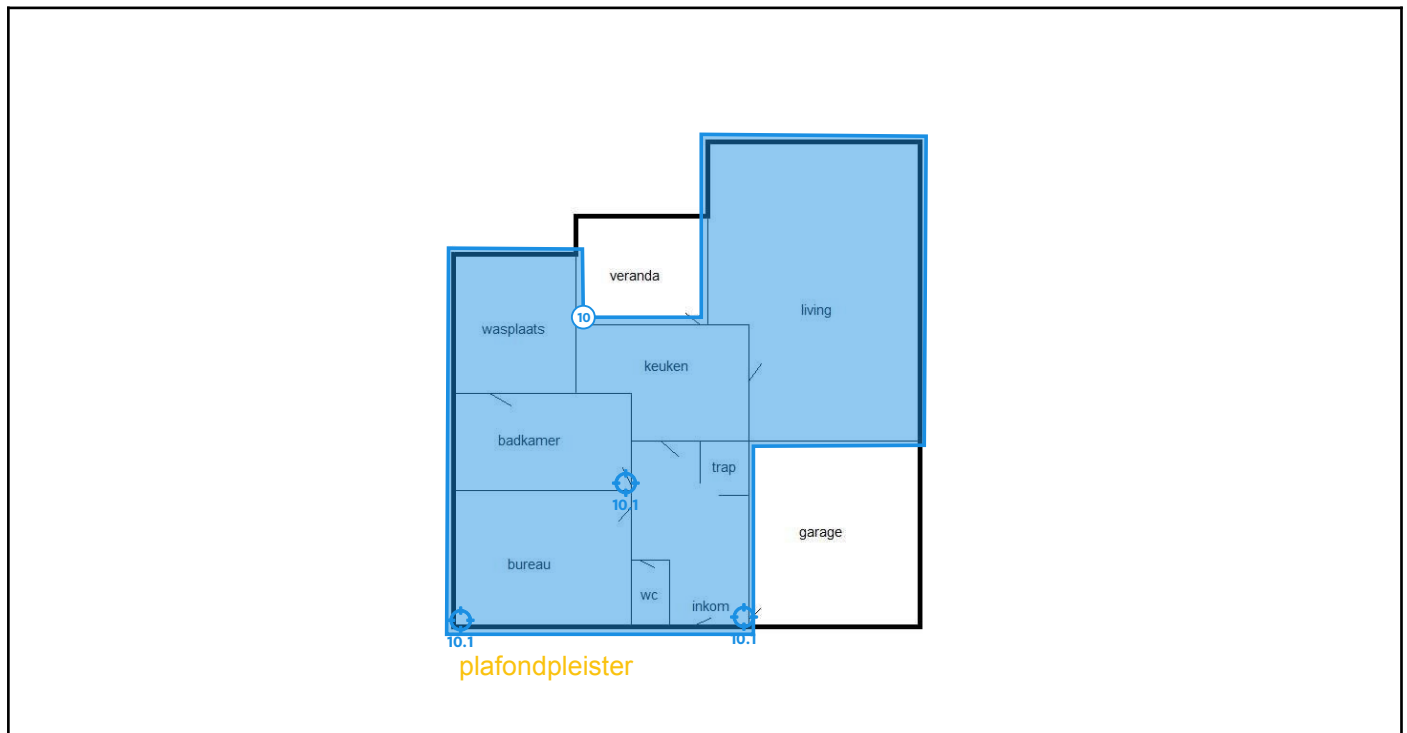 veranda
living
10
wasplaats
keuken
badkamer
trap
10.1
garage
bureau
wc
inkom
10.1
10.1
plafondpleister